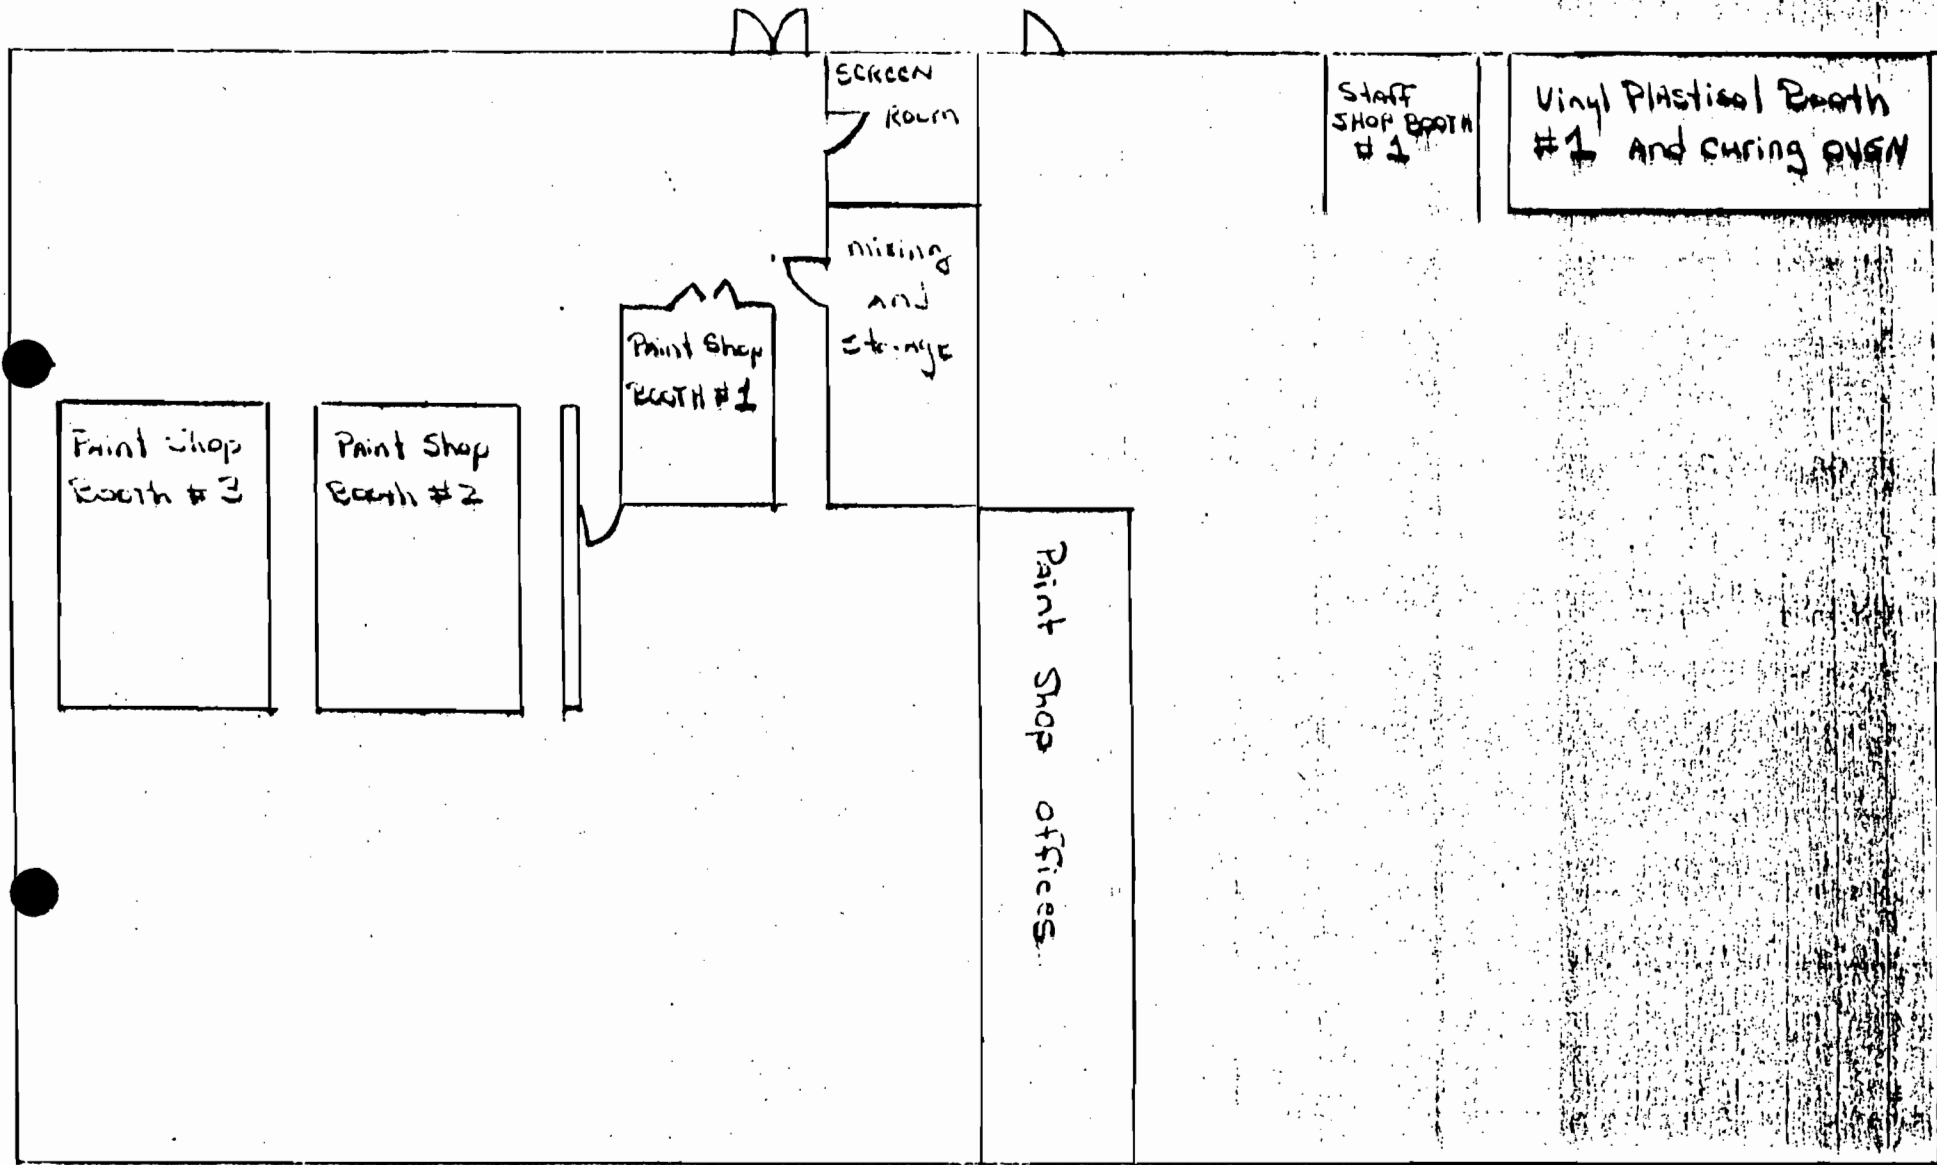 SCREEN
ROOM
Staff
SHOP BOOTH
# 1
Vinyl Plastisol Booth
#1 And curing OVEN
mixing
and
storage
Paint Shop
BOOTH #1
Paint Shop
Booth #2
Paint Shop
Booth # 3
Paint Shop offices